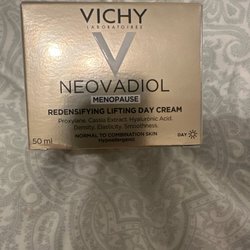 VICHY
LABORATOIRES
V
NEOVADIOL
MENOPAUSE
REDENSIFYING LIFTING DAY CREAM
Proxylane, Cassia Extract, Hyaluronic Acid.
Density, Elasticity, Smoothness.
NORMAL TO COMBINATION SKIN
Hypoallergenic
50 ml
DAY